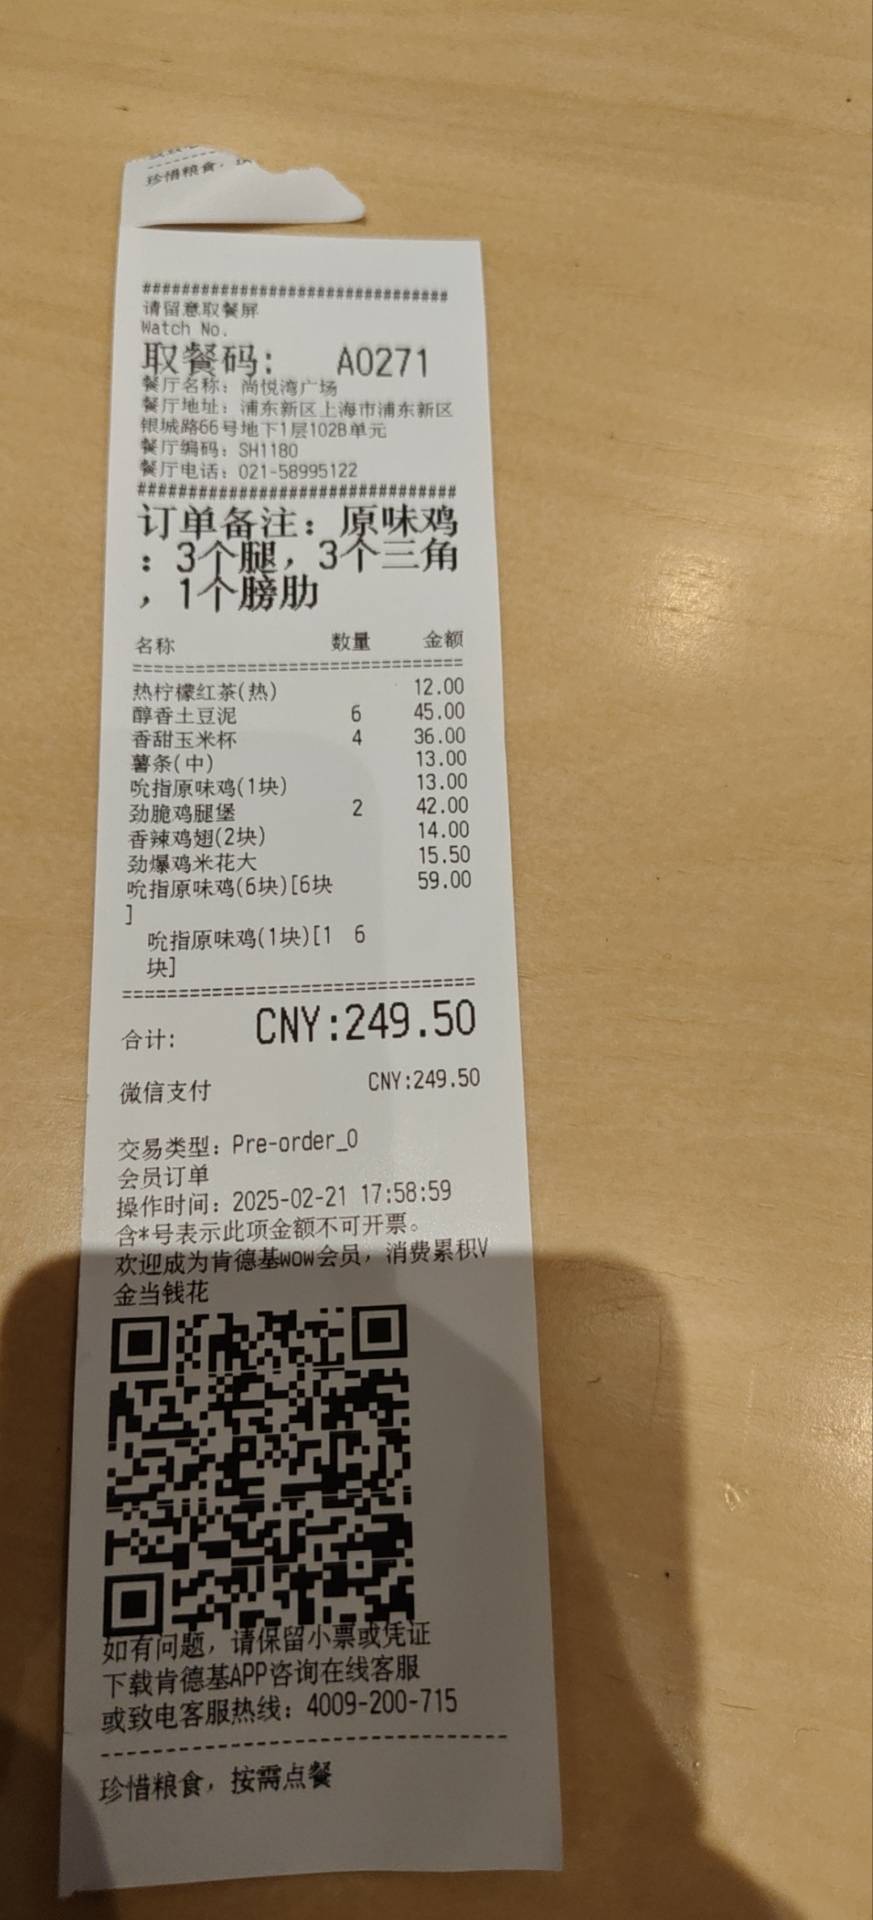 珍惜粮食，按
################################
请留意取餐屏
Watch No.
取餐码： A0271
餐厅名称：尚悦湾广场
餐厅地址：浦东新区上海市浦东新区
银城路66号地下1层102B单元
餐厅编码：SH1180
餐厅电话：021-58995122
################################
订单备注：原味鸡
：3个腿，3个三角
，1个膀肋
名称 数量 金额
================================
热柠檬红茶(热) 12.00
醇香土豆泥 6 45.00
香甜玉米杯 4 36.00
薯条(中) 13.00
吮指原味鸡(1块) 13.00
劲脆鸡腿堡 2 42.00
香辣鸡翅(2块) 14.00
劲爆鸡米花大 15.50
吮指原味鸡(6块)[6块 59.00
]
吮指原味鸡(1块)[1 6
块]
================================
合计: CNY:249.50
微信支付 CNY:249.50
交易类型：Pre-order_0
会员订单
操作时间：2025-02-21 17:58:59
含*号表示此项金额不可开票。
欢迎成为肯德基wow会员，消费累积V
金当钱花
如有问题，请保留小票或凭证
下载肯德基APP咨询在线客服
或致电客服热线：4009-200-715
--------------------------------
珍惜粮食，按需点餐